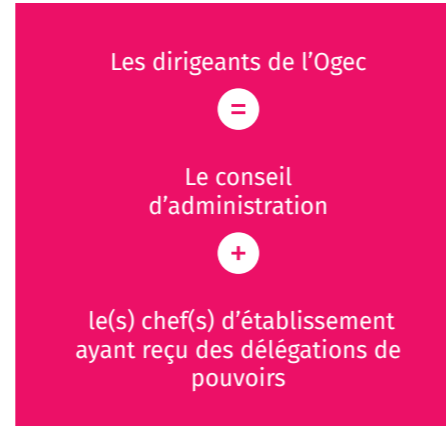 Les dirigeants de l’Ogec
=
Le conseil
d’administration
+
le(s) chef(s) d’établissement
ayant reçu des délégations de
pouvoirs